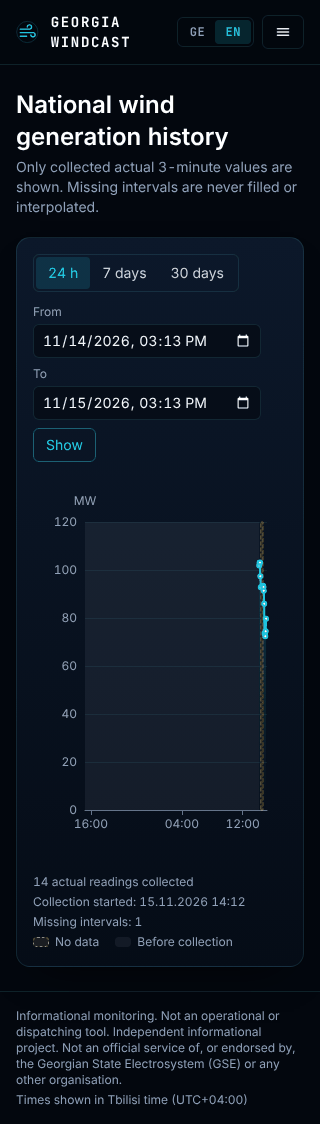 GEORGIA
WINDCAST
GE EN
National wind
generation history
Only collected actual 3-minute values are
shown. Missing intervals are never filled or
interpolated.
24 h 7 days 30 days
From
11/14/2026, 03:13 PM
To
11/15/2026, 03:13 PM
Show
MW
120
100
80
60
40
20
0
16:00 04:00 12:00
14 actual readings collected
Collection started: 15.11.2026 14:12
Missing intervals: 1
No data Before collection
Informational monitoring. Not an operational or
dispatching tool. Independent informational
project. Not an official service of, or endorsed by,
the Georgian State Electrosystem (GSE) or any
other organisation.
Times shown in Tbilisi time (UTC+04:00)